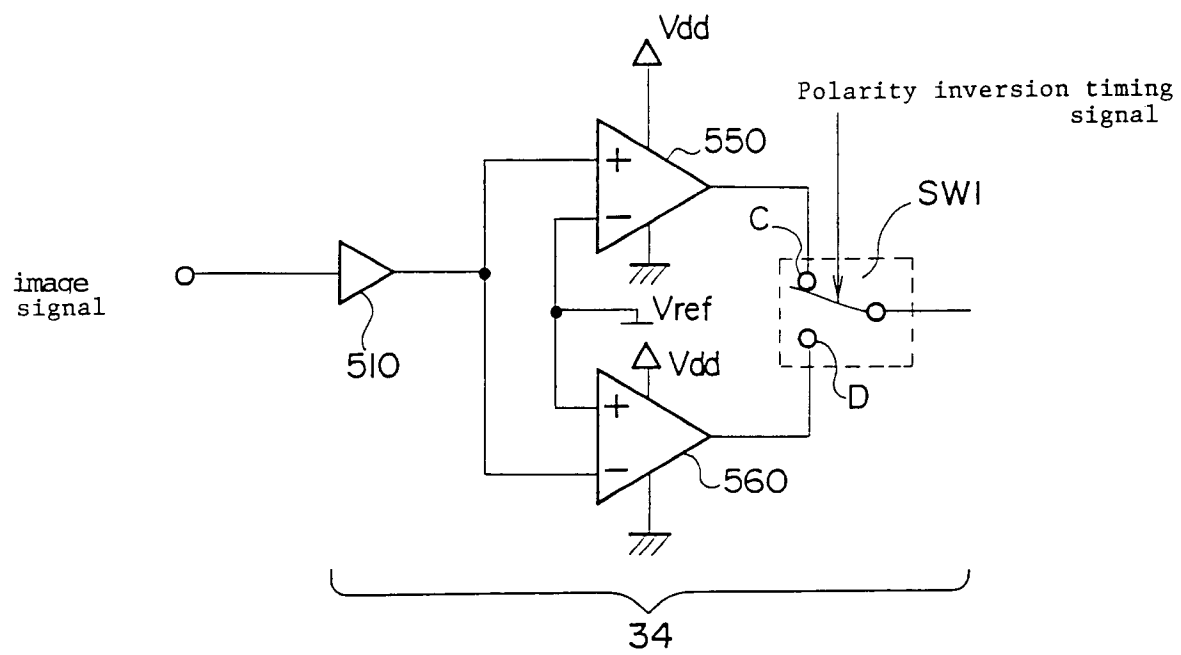 Vdd
Polarity inversion timing
signal
550
+
−
SW1
C
image
signal
510
Vref
Vdd
D
+
−
560
34